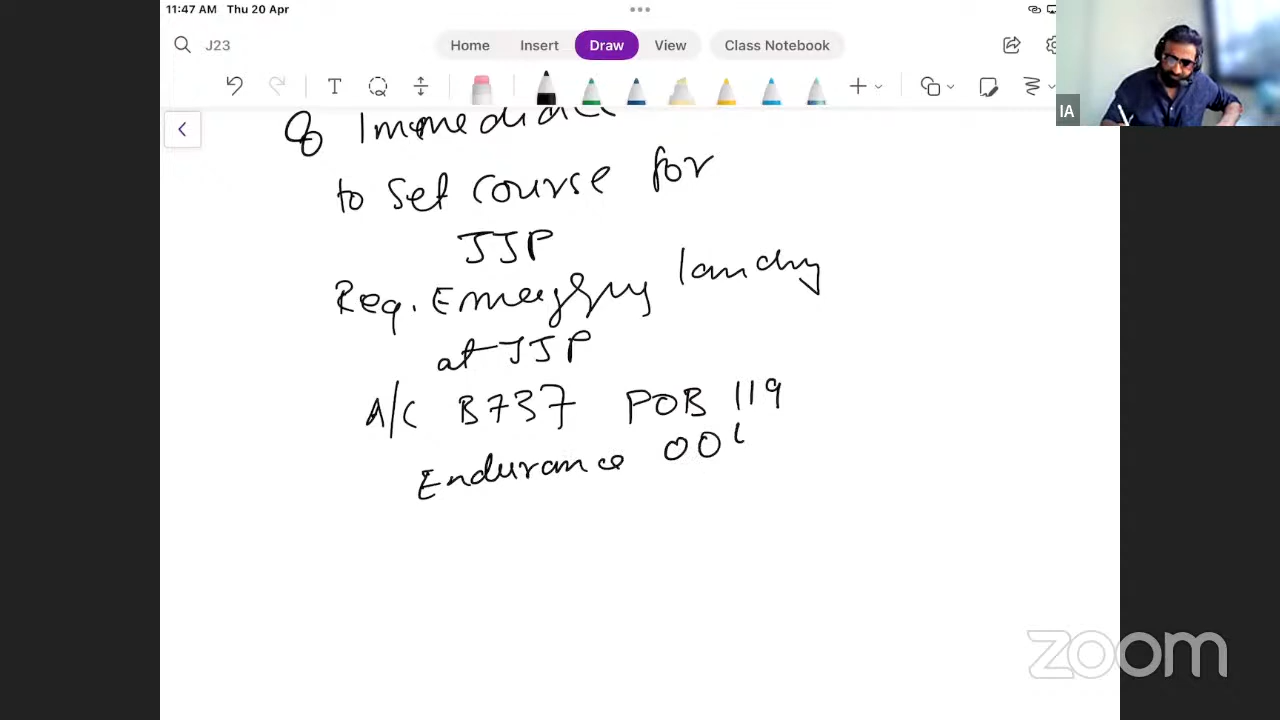 11:47 AM Thu 20 Apr
J23
Home Insert Draw View Class Notebook
IA
& Immediate
to set course for
JJP
Req. Emergency landing
at JJP
A/C B737 POB 119
Endurance 00
zoom